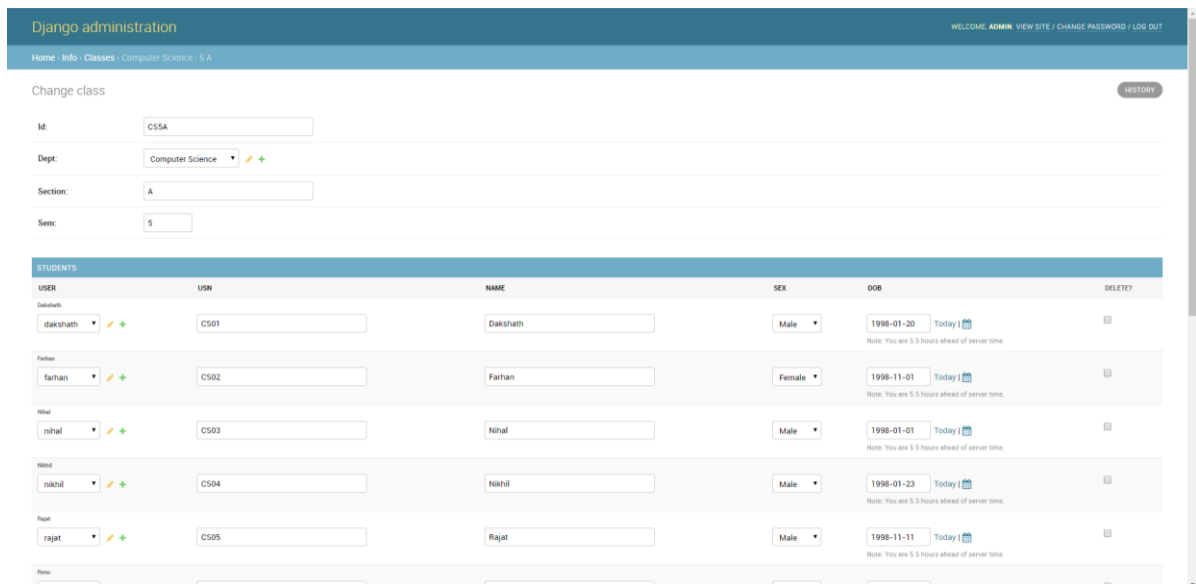 Django administration
WELCOME, ADMIN. VIEW SITE / CHANGE PASSWORD / LOG OUT
Home › Info › Classes › Computer Science : 5 A
Change class
HISTORY
Id: CS5A
Dept: Computer Science
Section: A
Sem: 5
STUDENTS
USER USN NAME SEX DOB DELETE?
Dakshath
dakshath CS01 Dakshath Male 1998-01-20 Today |
Note: You are 5.5 hours ahead of server time.
Farhan
farhan CS02 Farhan Female 1998-11-01 Today |
Note: You are 5.5 hours ahead of server time.
Nihal
nihal CS03 Nihal Male 1998-01-01 Today |
Note: You are 5.5 hours ahead of server time.
Nikhil
nikhil CS04 Nikhil Male 1998-01-23 Today |
Note: You are 5.5 hours ahead of server time.
Rajat
rajat CS05 Rajat Male 1998-11-11 Today |
Note: You are 5.5 hours ahead of server time.
Renu